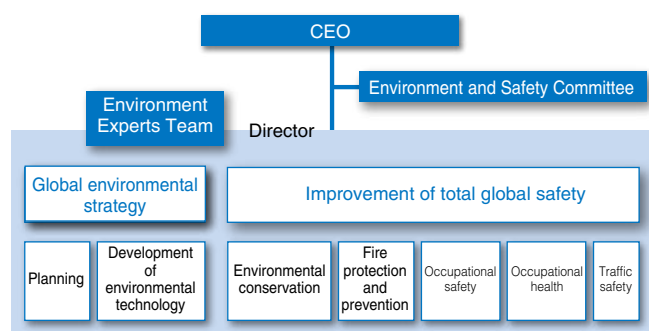 CEO
Environment and Safety Committee
Environment
Experts Team
Director
Global environmental
strategy
Improvement of total global safety
Planning
Development
of
environmental
technology
Environmental
conservation
Fire
protection
and
prevention
Occupational
safety
Occupational
health
Traffic
safety